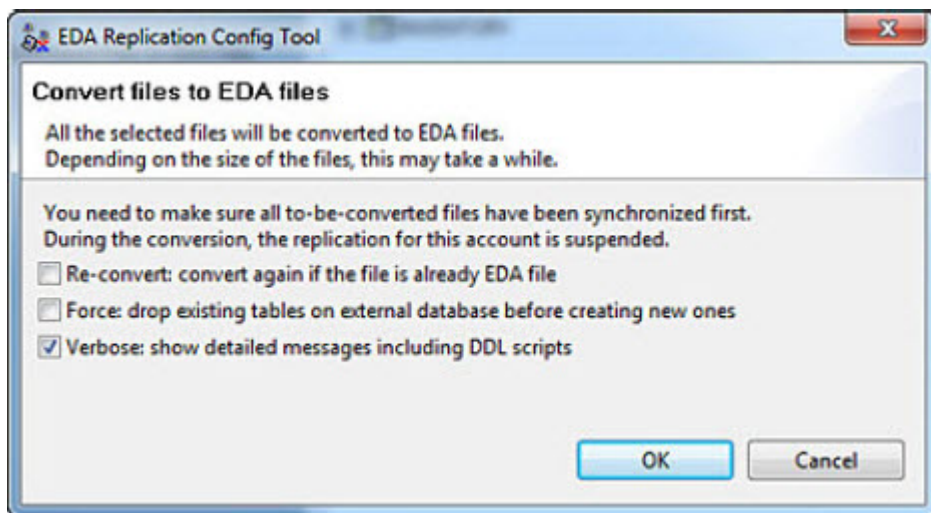 EDA Replication Config Tool
Convert files to EDA files
All the selected files will be converted to EDA files.
Depending on the size of the files, this may take a while.
You need to make sure all to-be-converted files have been synchronized first.
During the conversion, the replication for this account is suspended.
Re-convert: convert again if the file is already EDA file
Force: drop existing tables on external database before creating new ones
Verbose: show detailed messages including DDL scripts
OK
Cancel